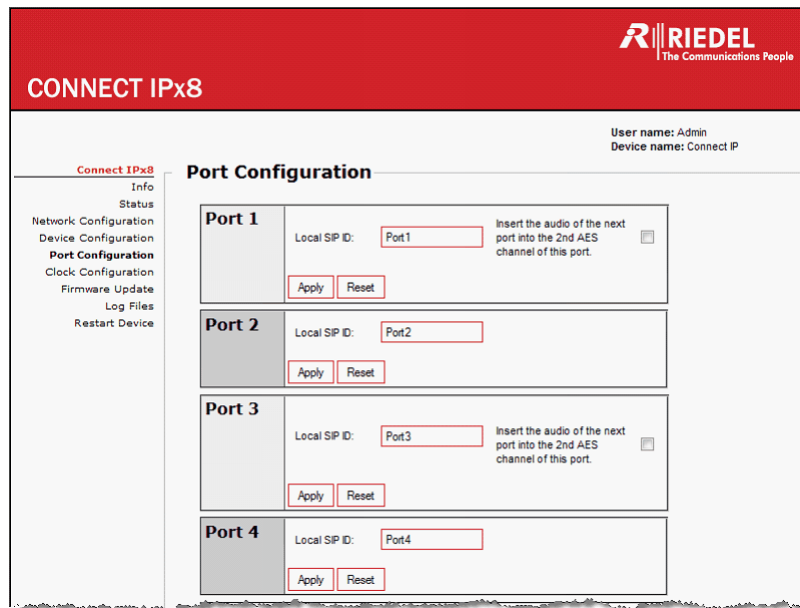 RIEDEL
The Communications People
CONNECT IPx8
User name: Admin
Device name: Connect IP
Connect IPx8
Info
Status
Network Configuration
Device Configuration
Port Configuration
Clock Configuration
Firmware Update
Log Files
Restart Device
Port Configuration
Port 1
Local SIP ID:
Port1
Insert the audio of the next
port into the 2nd AES
channel of this port.
Apply
Reset
Port 2
Local SIP ID:
Port2
Apply
Reset
Port 3
Local SIP ID:
Port3
Insert the audio of the next
port into the 2nd AES
channel of this port.
Apply
Reset
Port 4
Local SIP ID:
Port4
Apply
Reset